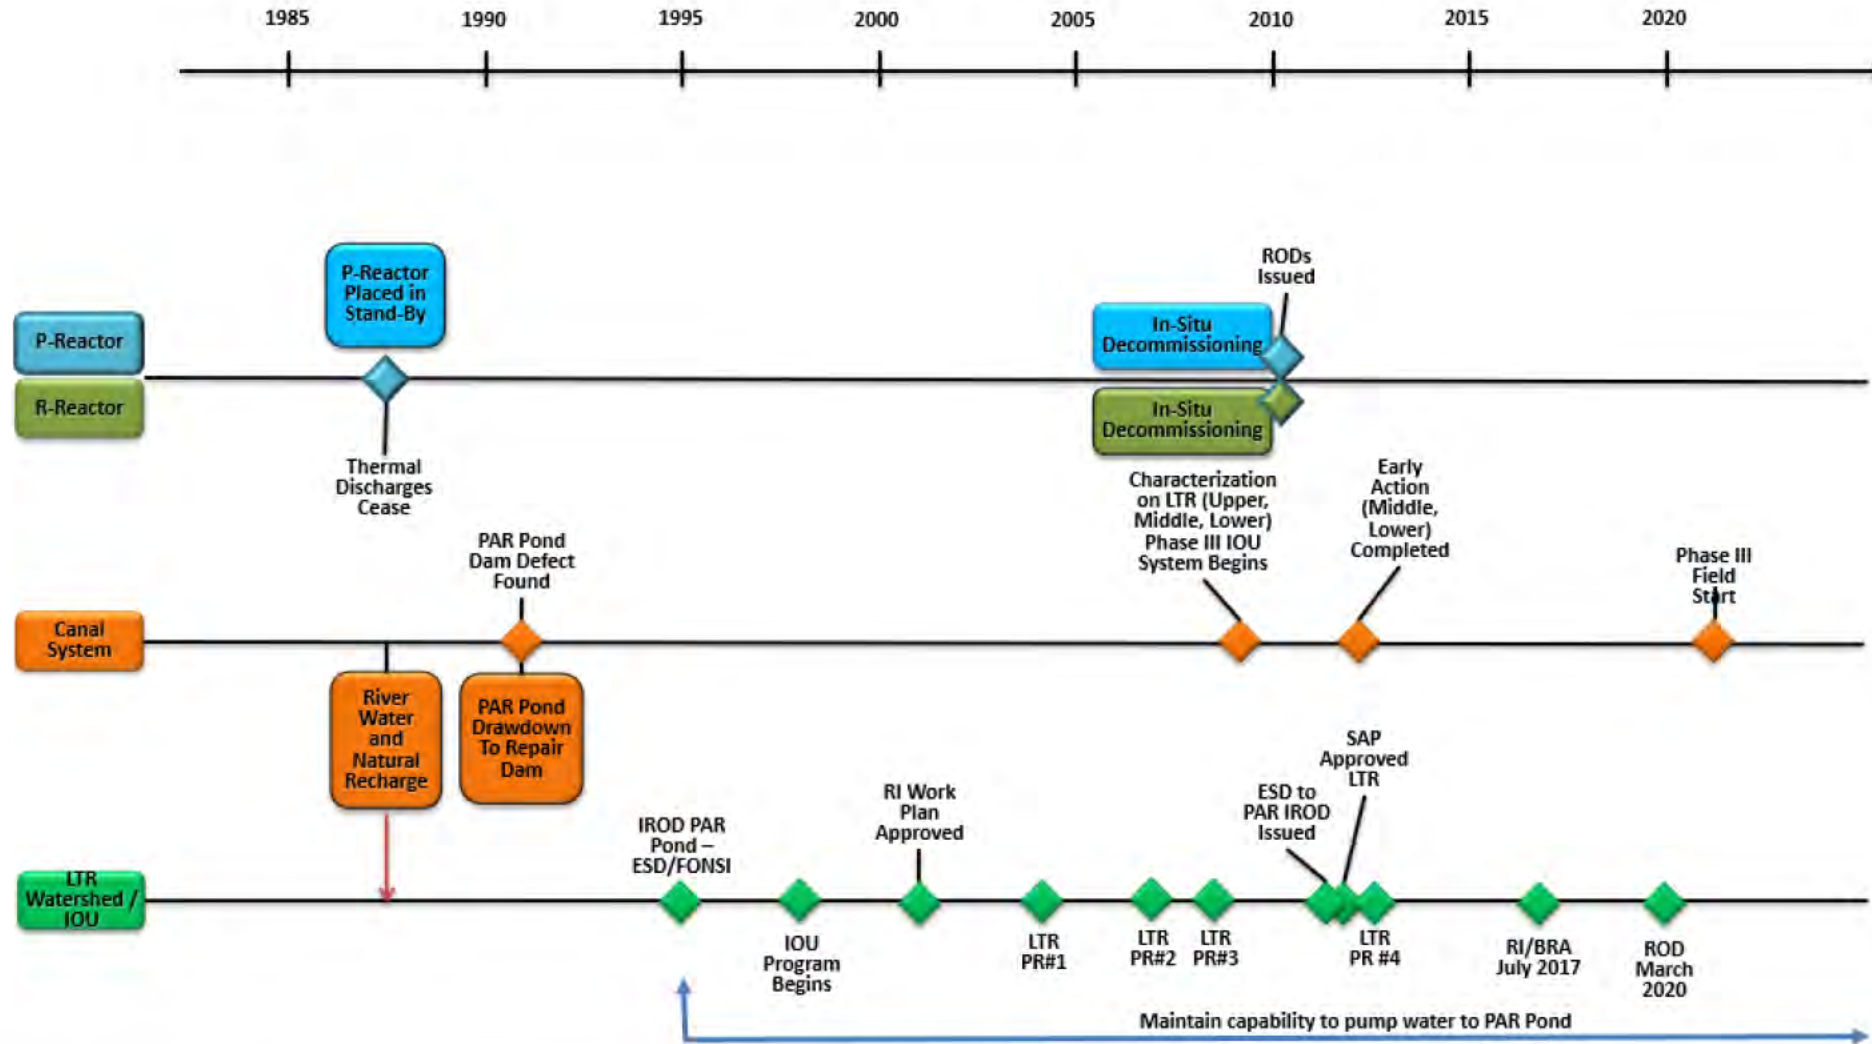 1985 1990 1995 2000 2005 2010 2015 2020
P-Reactor
Placed in
Stand-By
RODs
Issued
P-Reactor
In-Situ
Decommissioning
R-Reactor
In-Situ
Decommissioning
Thermal
Discharges
Cease
Characterization
on LTR (Upper,
Middle, Lower)
Phase III IOU
System Begins
Early
Action
(Middle,
Lower)
Completed
PAR Pond
Dam Defect
Found
Phase III
Field
Start
Canal
System
River
Water
and
Natural
Recharge
PAR Pond
Drawdown
To Repair
Dam
SAP
Approved
LTR
ESD to
PAR IROD
Issued
RI Work
Plan
Approved
IROD PAR
Pond –
ESD/FONSI
LTR
Watershed /
IOU
IOU
Program
Begins
LTR
PR#1
LTR
PR#2
LTR
PR#3
LTR
PR #4
RI/BRA
July 2017
ROD
March
2020
Maintain capability to pump water to PAR Pond